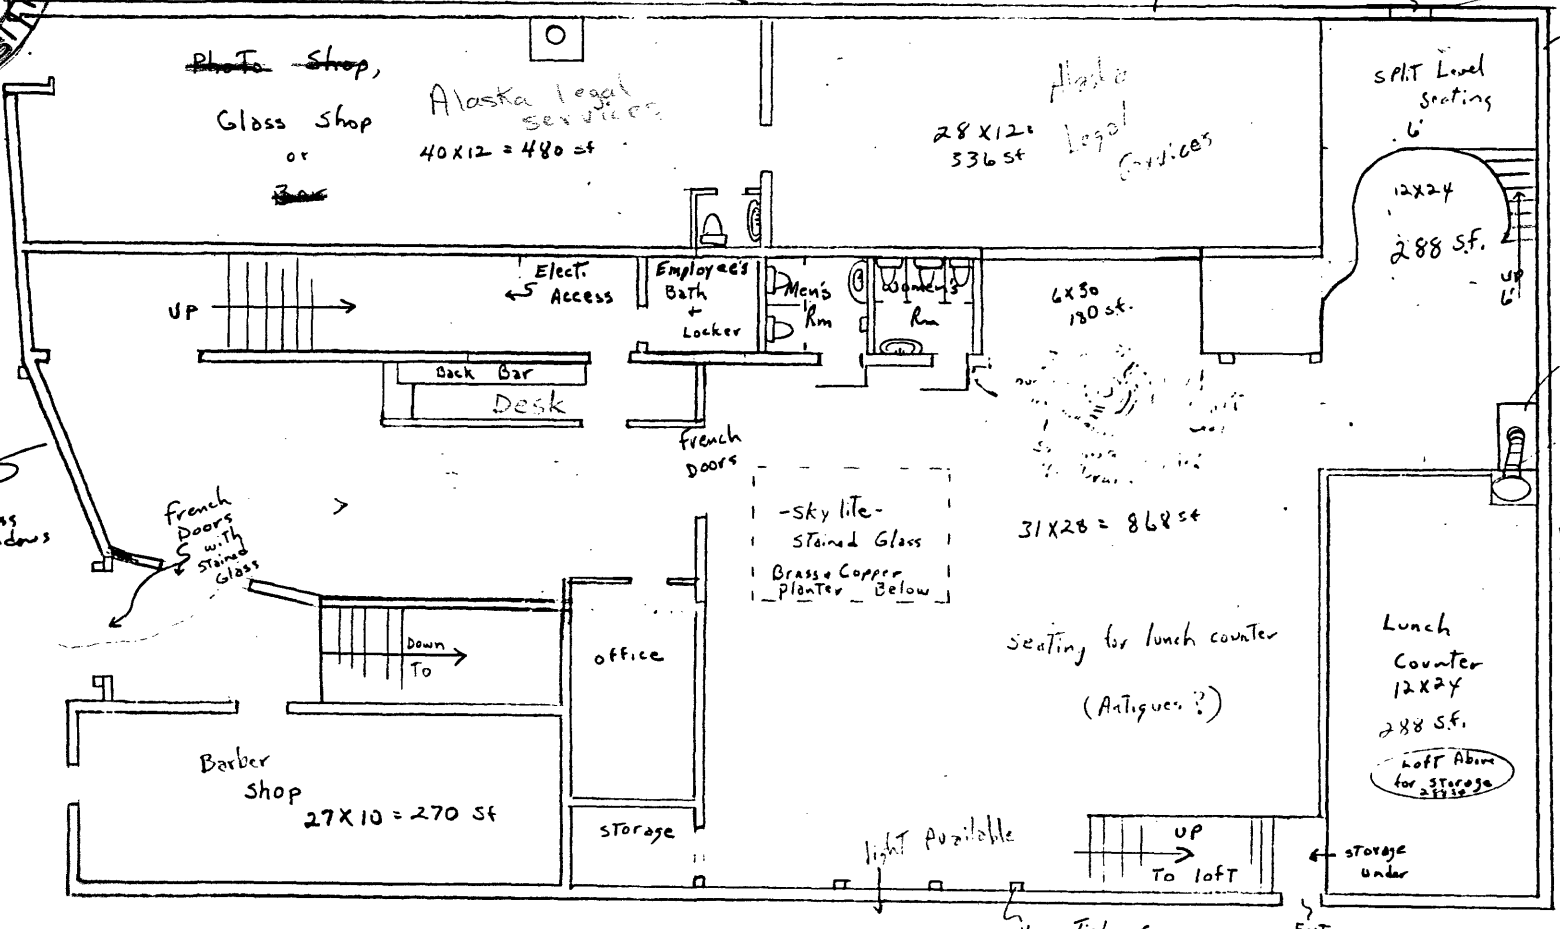 Photo Shop,
Glass Shop
or
Bar
Alaska Legal
Services
40X12 = 480 sf
28X12=
336 sf
Alaska
Legal
Services
Split Level
Seating
6'
12X24
288 S.F.
UP
6'
UP
Elect.
Access
Employee's
Bath
+
Locker
Men's
Rm
Women's
Rm
6X30
180 sf.
Back Bar
Desk
French
Doors
French
Doors
with
Stained
Glass
-Skylite-
Stained Glass
Brass & Copper
Planter Below
31X28 = 868 sf
Seating for lunch counter
(Antiques?)
Down
To
Office
Storage
Barber
Shop
27X10 = 270 Sf
light Available
UP
To loft
Storage
Under
Lunch
Counter
12X24
288 S.F.
Loft Above
for storage